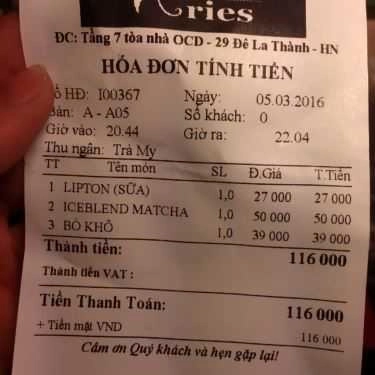 ries
ĐC: Tầng 7 tòa nhà OCD - 29 Đê La Thành - HN
HÓA ĐƠN TÍNH TIỀN
Số HĐ: I00367 Ngày: 05.03.2016
Bàn: A - A05 Số khách: 0
Giờ vào: 20.44 Giờ ra: 22.04
Thu ngân: Trà My
TT Tên món SL Đ.Giá T.Tiền
1 LIPTON (SỮA) 1,0 27 000 27 000
2 ICEBLEND MATCHA 1,0 50 000 50 000
3 BÒ KHÔ 1,0 39 000 39 000
Thành tiền: 116 000
Thành tiền VAT :
Tiền Thanh Toán: 116 000
+ Tiền mặt VND 116 000
Cảm ơn Quý khách và hẹn gặp lại!